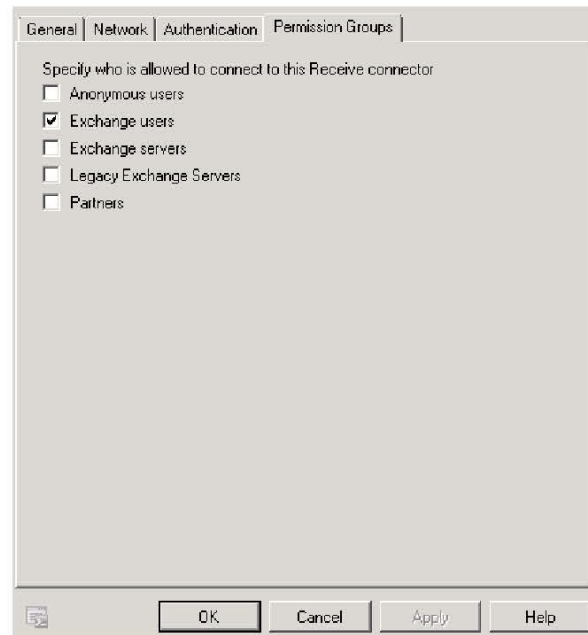 General Network Authentication Permission Groups
Specify who is allowed to connect to this Receive connector
Anonymous users
Exchange users
Exchange servers
Legacy Exchange Servers
Partners
OK Cancel Apply Help